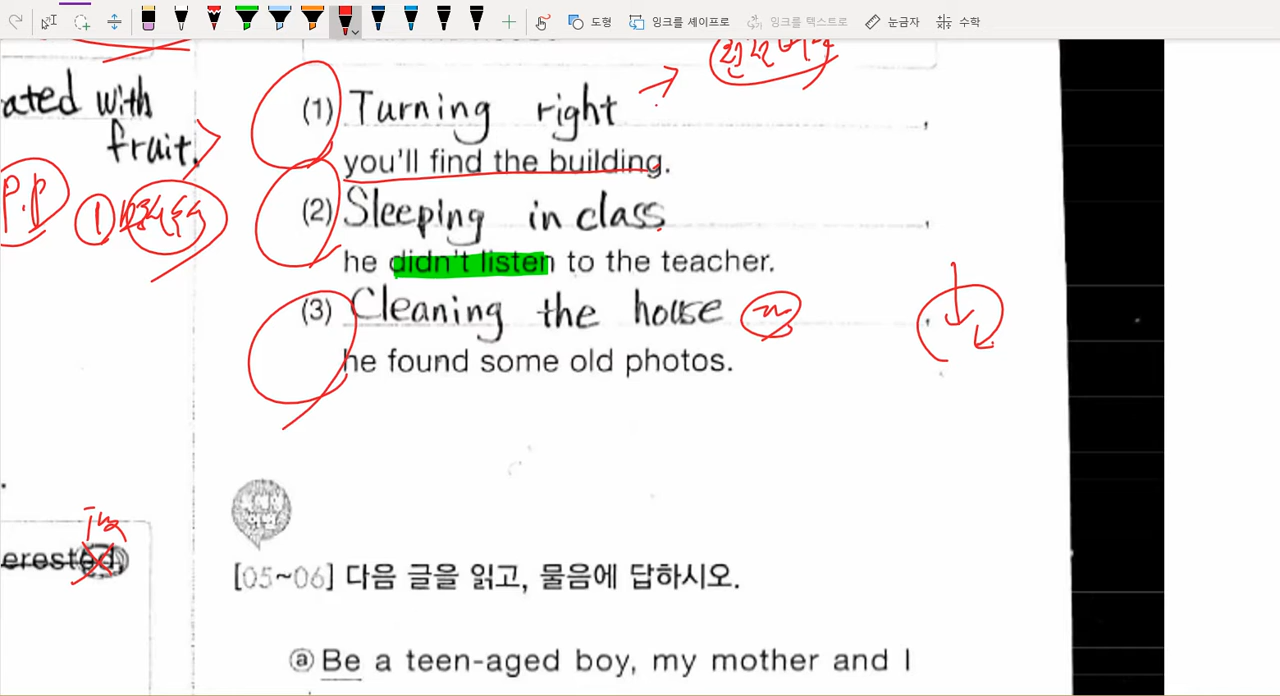 도형 잉크를 셰이프로 잉크를 텍스트로 눈금자 수학
ated with
fruit.
P.P ①
(1) Turning right ,
you'll find the building.
(2) Sleeping in class ,
he didn't listen to the teacher.
(3) Cleaning the house ,
he found some old photos.
ing
erested,
[05~06] 다음 글을 읽고, 물음에 답하시오.
ⓐ Be a teen-aged boy, my mother and I